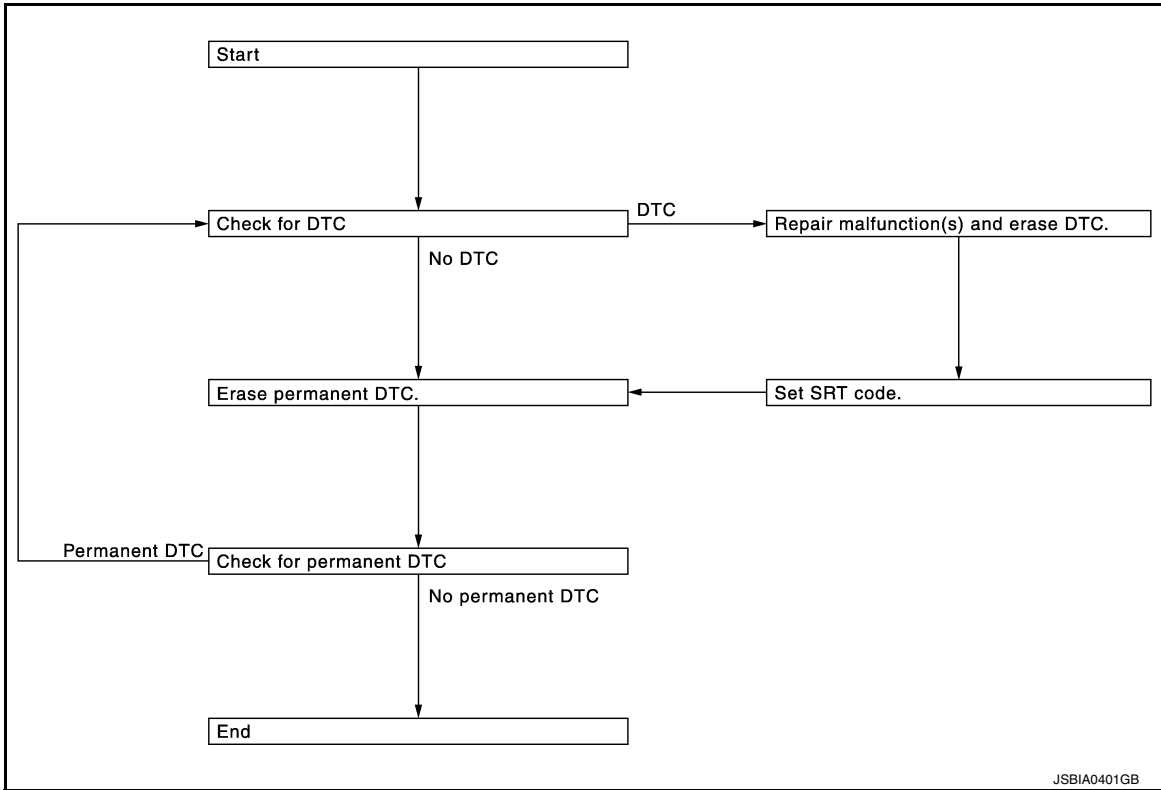 Start
Check for DTC
DTC
Repair malfunction(s) and erase DTC.
No DTC
Erase permanent DTC.
Set SRT code.
Permanent DTC
Check for permanent DTC
No permanent DTC
End
JSBIA0401GB